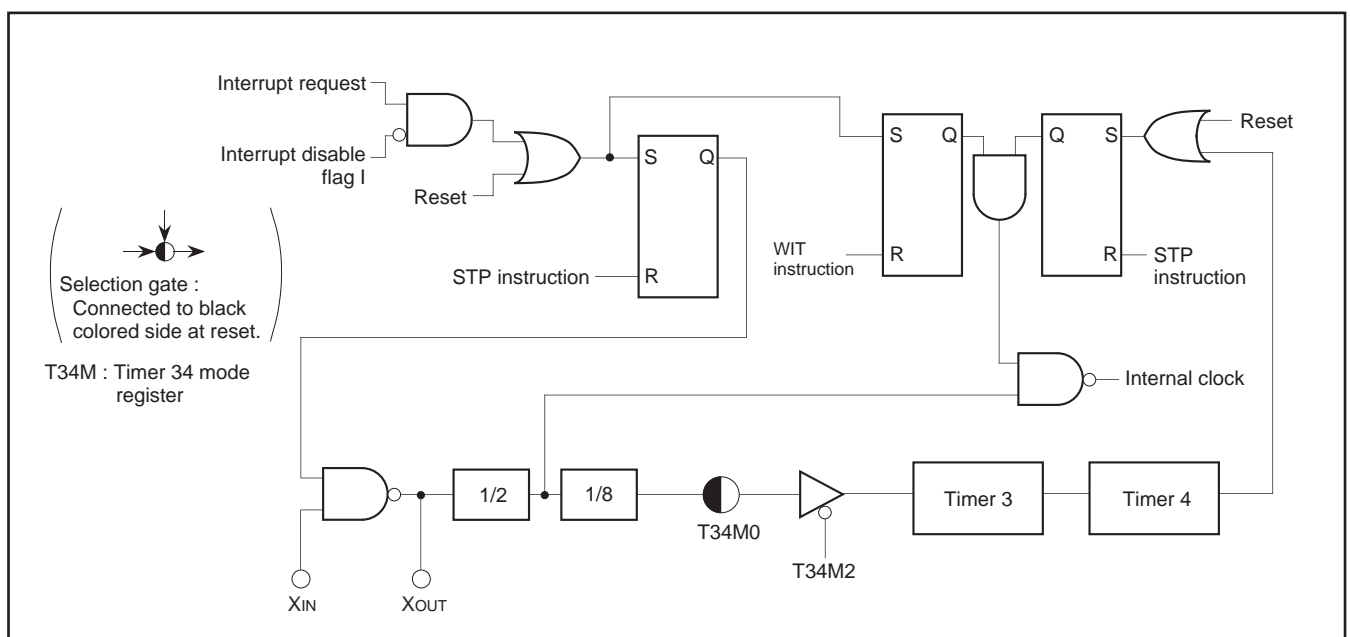 Interrupt request
Interrupt disable
flag I
Reset
S
Q
STP instruction
R
S
Q
WIT
instruction
R
Q
S
Reset
R
STP
instruction
Selection gate :
Connected to black
colored side at reset.
T34M : Timer 34 mode
register
Internal clock
1/2
1/8
T34M0
T34M2
Timer 3
Timer 4
XIN
XOUT